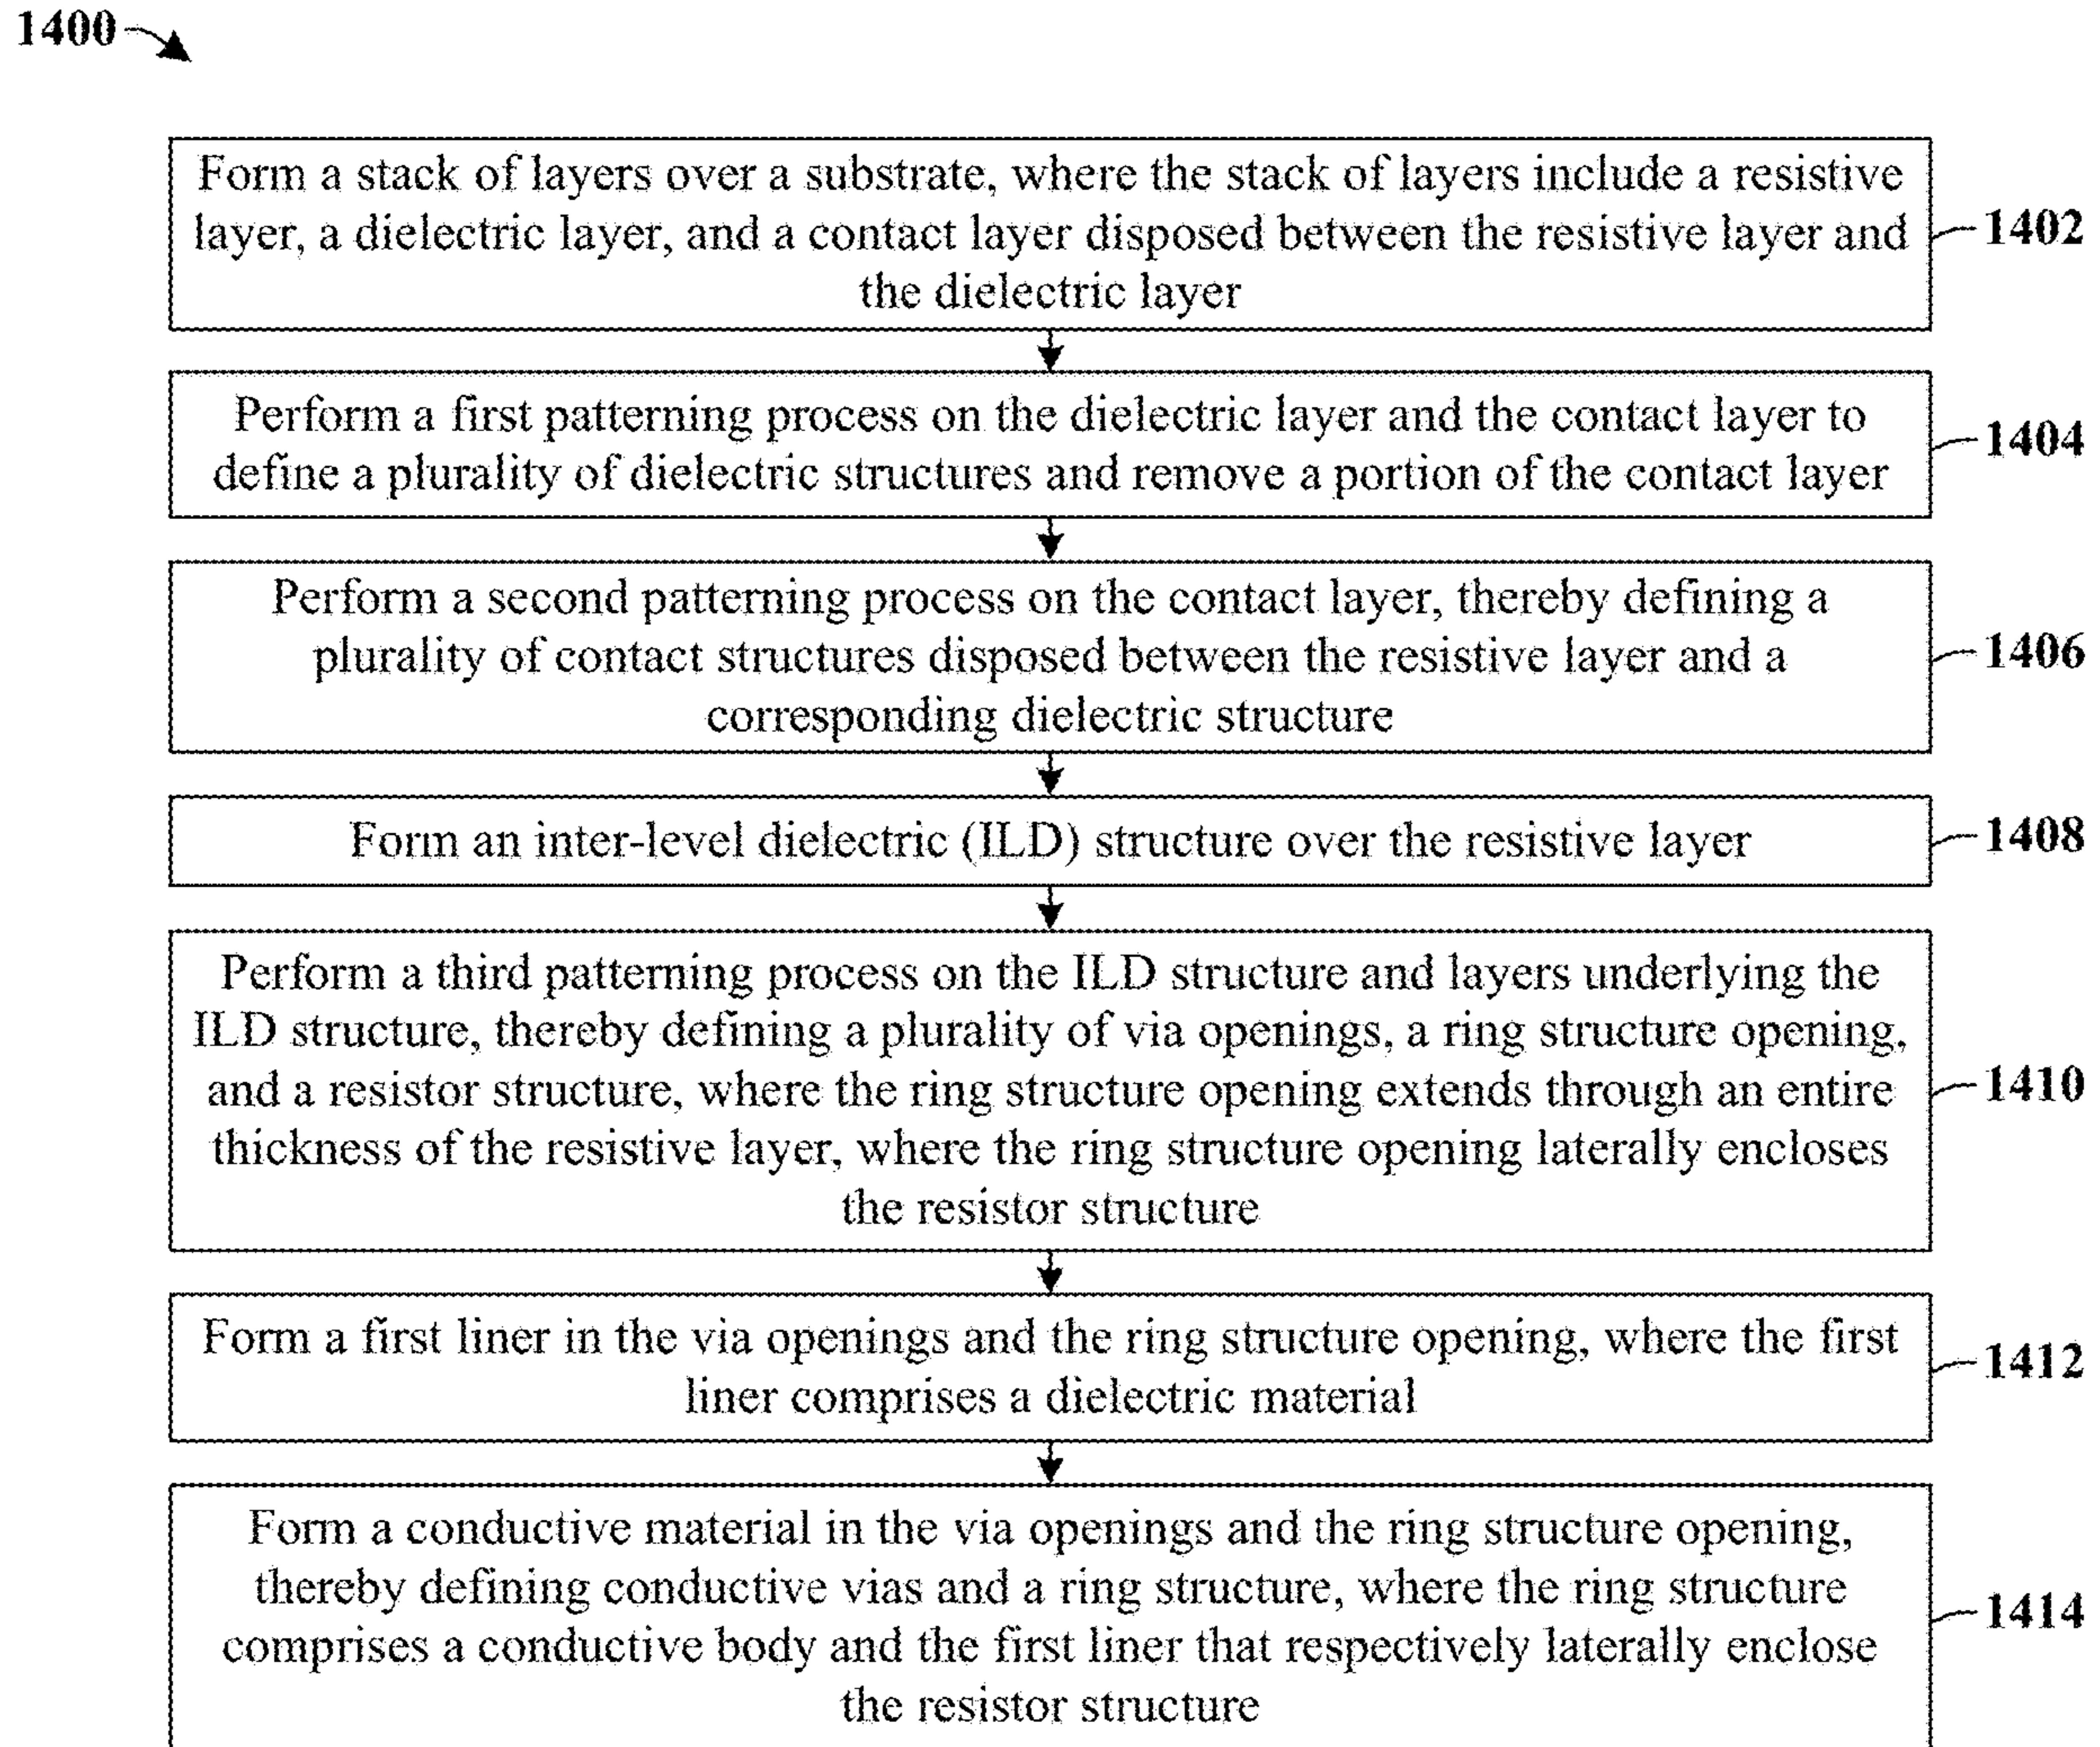 1400
Form a stack of layers over a substrate, where the stack of layers include a resistive
layer, a dielectric layer, and a contact layer disposed between the resistive layer and
the dielectric layer
1402
Perform a first patterning process on the dielectric layer and the contact layer to
define a plurality of dielectric structures and remove a portion of the contact layer
1404
Perform a second patterning process on the contact layer, thereby defining a
plurality of contact structures disposed between the resistive layer and a
corresponding dielectric structure
1406
Form an inter-level dielectric (ILD) structure over the resistive layer
1408
Perform a third patterning process on the ILD structure and layers underlying the
ILD structure, thereby defining a plurality of via openings, a ring structure opening,
and a resistor structure, where the ring structure opening extends through an entire
thickness of the resistive layer, where the ring structure opening laterally encloses
the resistor structure
1410
Form a first liner in the via openings and the ring structure opening, where the first
liner comprises a dielectric material
1412
Form a conductive material in the via openings and the ring structure opening,
thereby defining conductive vias and a ring structure, where the ring structure
comprises a conductive body and the first liner that respectively laterally enclose
the resistor structure
1414